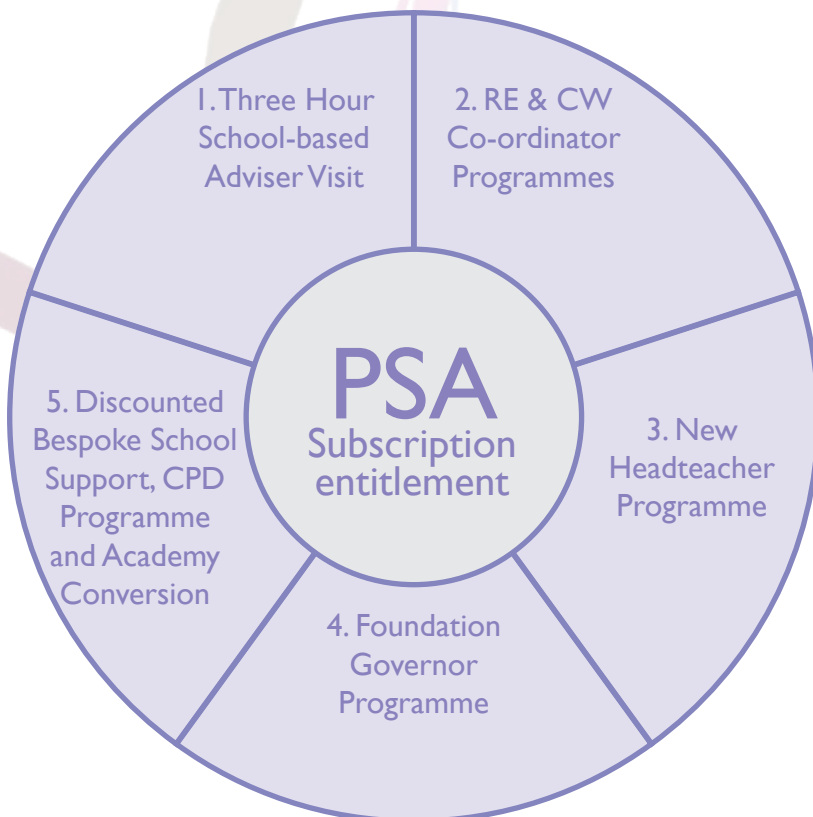 1. Three Hour
School-based
Adviser Visit
2. RE & CW
Co-ordinator
Programmes
PSA
Subscription
entitlement
3. New
Headteacher
Programme
4. Foundation
Governor
Programme
5. Discounted
Bespoke School
Support, CPD
Programme
and Academy
Conversion